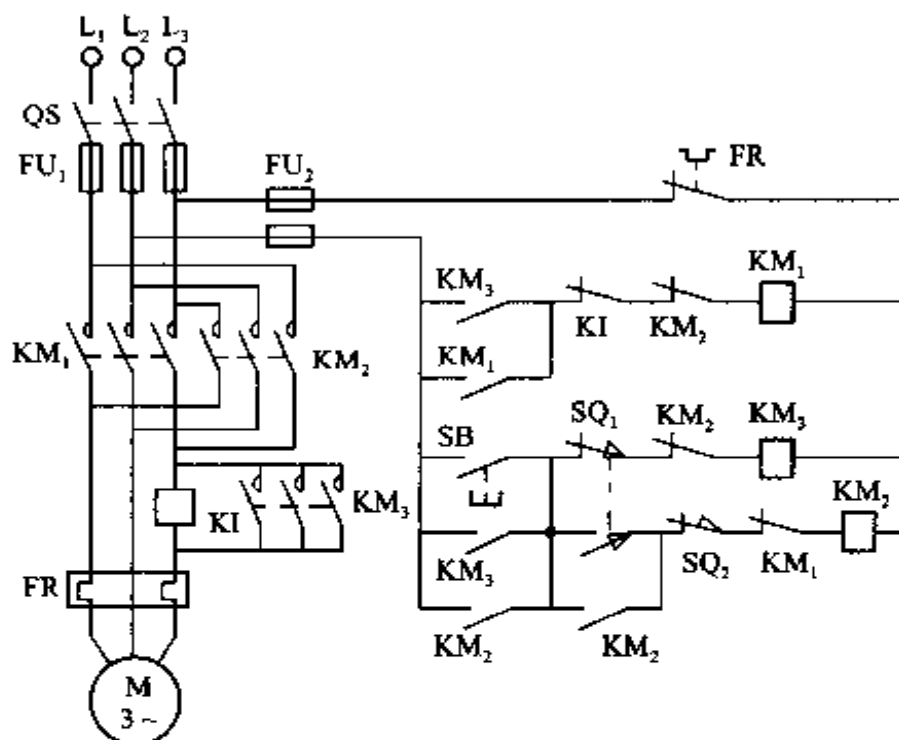 L₁ L₂ L₃
QS
FU₁
FU₂
FR
KM₃
KI
KM₂
KM₁
KM₁
KM₂
KM₁
SB
SQ₁
KM₂
KM₃
KI
KM₃
KM₃
SQ₂
KM₁
KM₂
FR
KM₂
KM₂
M
3 ~